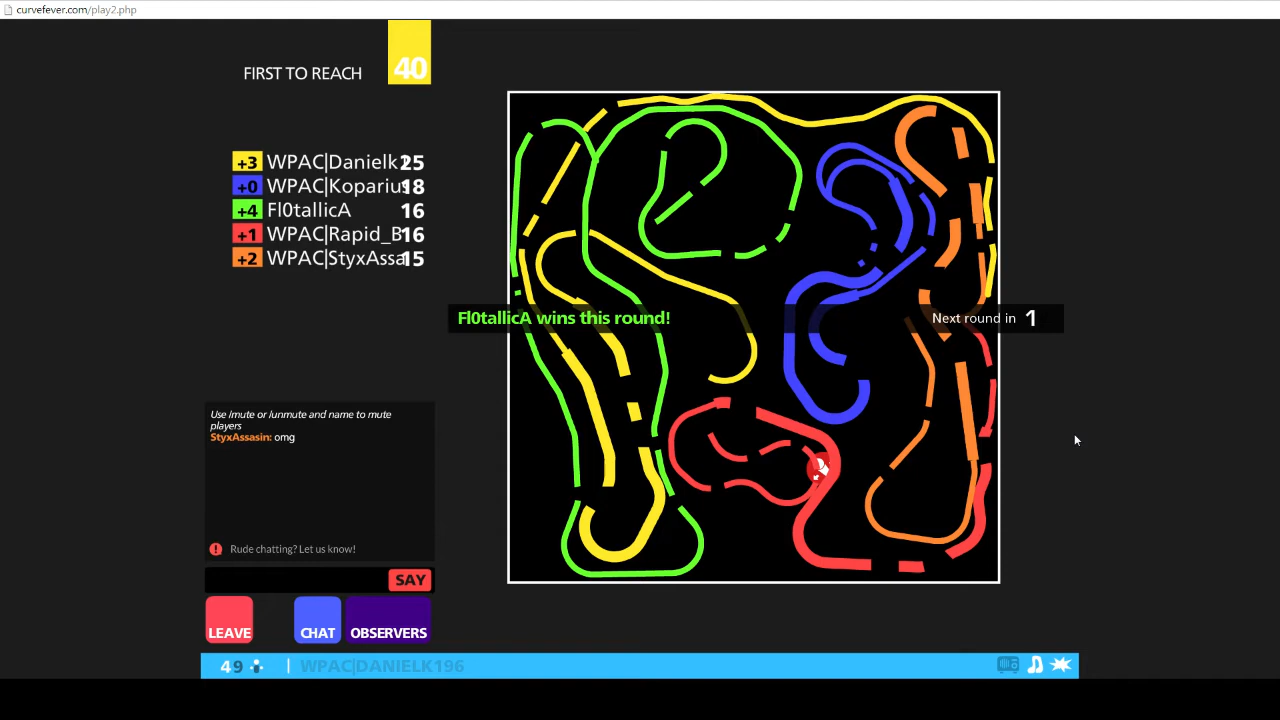 curvefever.com/play2.php
FIRST TO REACH 40
+3 WPAC|Danielk 25
+0 WPAC|Kopariu 18
+4 Fl0tallicA 16
+1 WPAC|Rapid_B 16
+2 WPAC|StyxAssa 15
Fl0tallicA wins this round! Next round in 1
Use /mute or /unmute and name to mute
players
StyxAssasin: omg
Rude chatting? Let us know!
SAY
LEAVE CHAT OBSERVERS
49 WPAC|DANIELK196